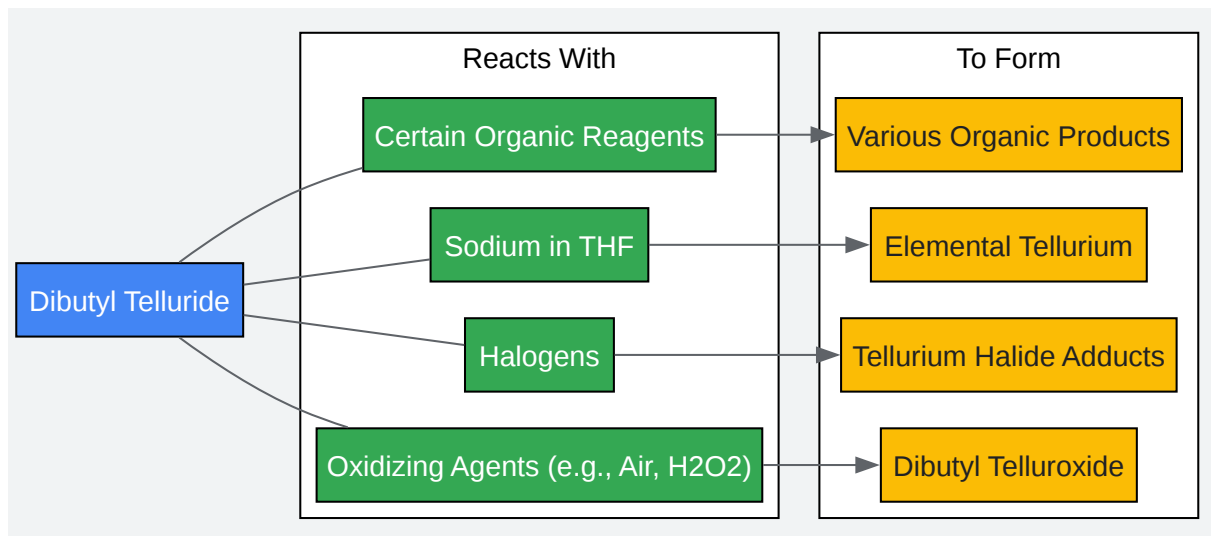 Reacts With
To Form
Dibutyl Telluride
Certain Organic Reagents
Various Organic Products
Sodium in THF
Elemental Tellurium
Halogens
Tellurium Halide Adducts
Oxidizing Agents (e.g., Air, H2O2)
Dibutyl Telluroxide